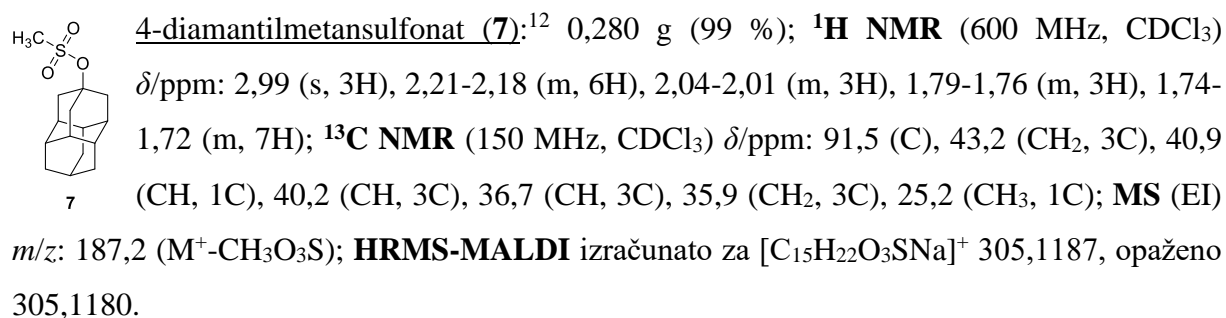 4-diamantilmetansulfonat (7):12 0,280 g (99 %); 1H NMR (600 MHz, CDCl3)
δ/ppm: 2,99 (s, 3H), 2,21-2,18 (m, 6H), 2,04-2,01 (m, 3H), 1,79-1,76 (m, 3H), 1,74-
1,72 (m, 7H); 13C NMR (150 MHz, CDCl3) δ/ppm: 91,5 (C), 43,2 (CH2, 3C), 40,9
(CH, 1C), 40,2 (CH, 3C), 36,7 (CH, 3C), 35,9 (CH2, 3C), 25,2 (CH3, 1C); MS (EI)
m/z: 187,2 (M+-CH3O3S); HRMS-MALDI izračunato za [C15H22O3SNa]+ 305,1187, opaženo
305,1180.
H3C
O
S
O
O
7